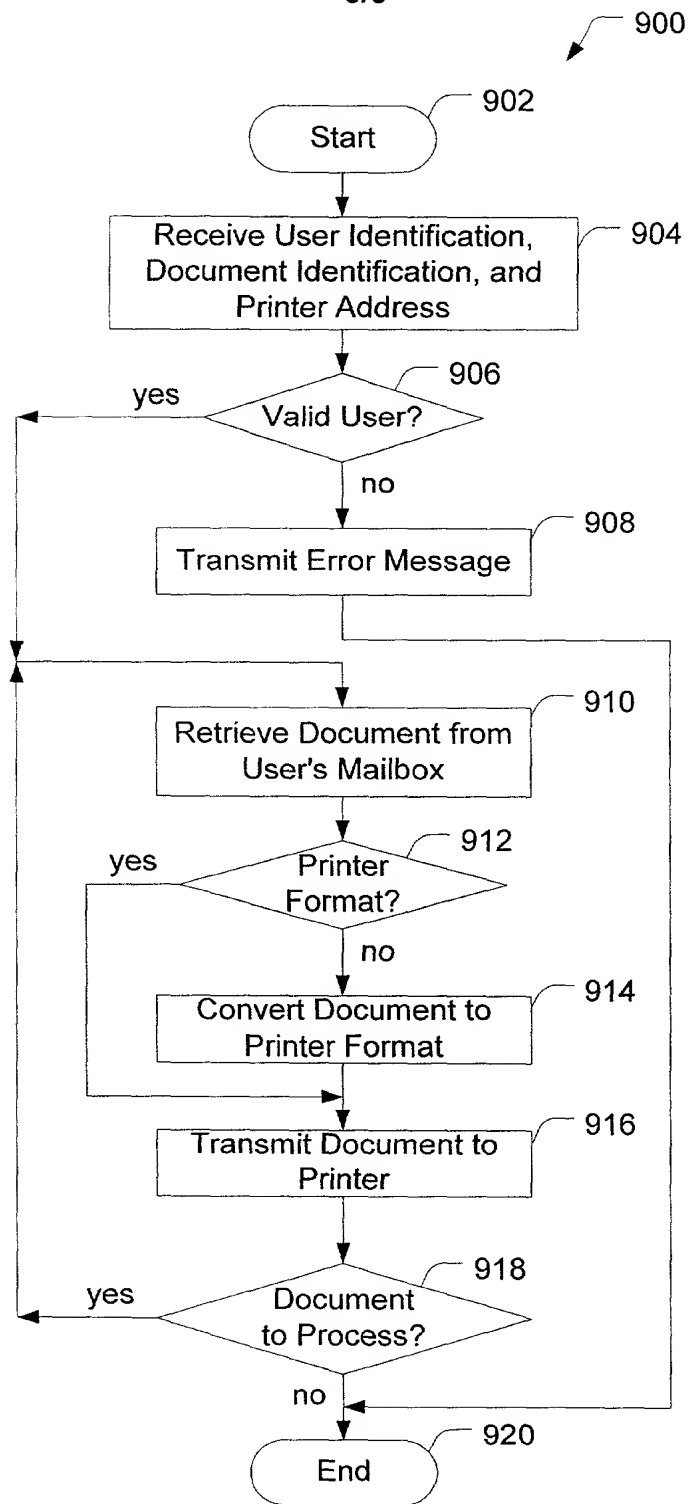 900
902
Start
Receive User Identification,
Document Identification, and
Printer Address
904
906
yes
Valid User?
no
908
Transmit Error Message
910
Retrieve Document from
User's Mailbox
912
yes
Printer
Format?
no
914
Convert Document to
Printer Format
916
Transmit Document to
Printer
918
yes
Document
to Process?
no
920
End